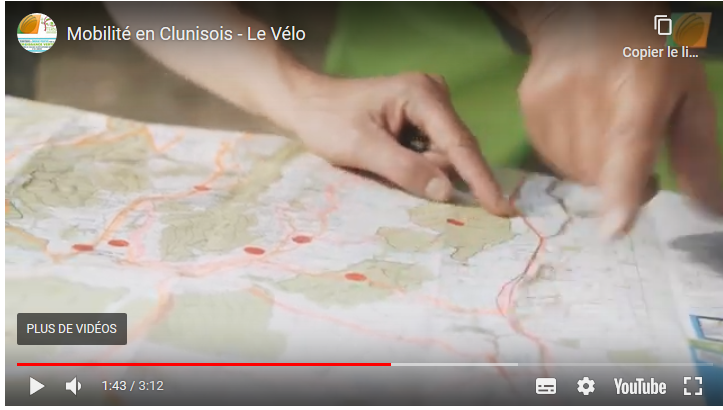 Mobilité en Clunisois - Le Vélo
Copier le li...
PLUS DE VIDÉOS
1:43 / 3:12
YouTube